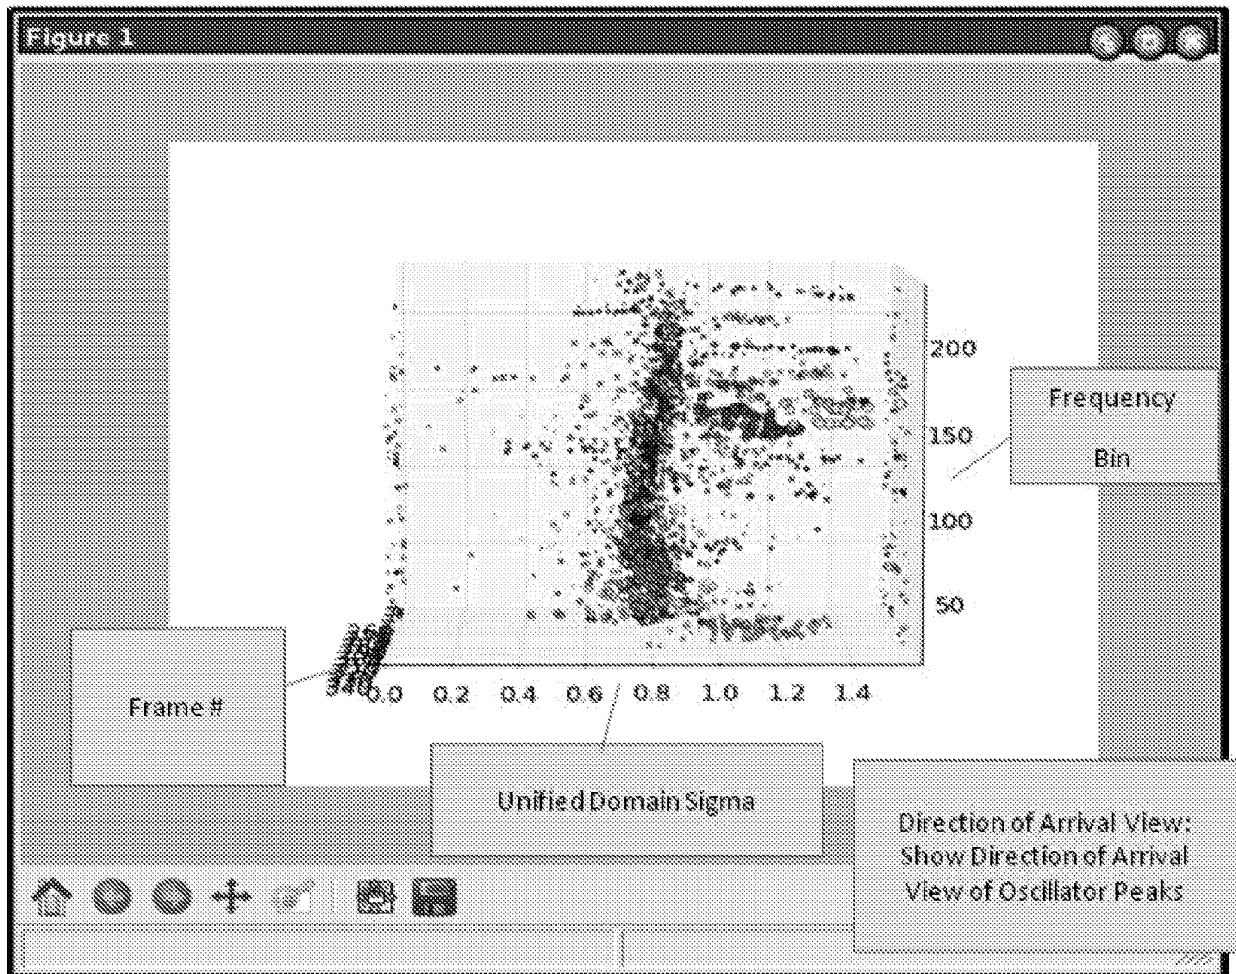 Figure 1
200
Frequency
Bin
150
100
50
Frame #
0.0 0.2 0.4 0.6 0.8 1.0 1.2 1.4
Unified Domain Sigma
Direction of Arrival View:
Show Direction of Arrival
View of Oscillator Peaks